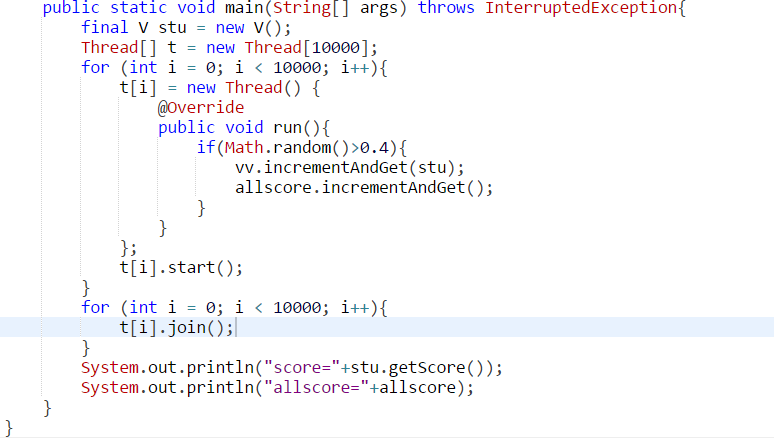 public static void main(String[] args) throws InterruptedException{
final V stu = new V();
Thread[] t = new Thread[10000];
for (int i = 0; i < 10000; i++){
t[i] = new Thread() {
@Override
public void run(){
if(Math.random()>0.4){
vv.incrementAndGet(stu);
allscore.incrementAndGet();
}
}
};
t[i].start();
}
for (int i = 0; i < 10000; i++){
t[i].join();
}
System.out.println("score="+stu.getScore());
System.out.println("allscore="+allscore);
}
}